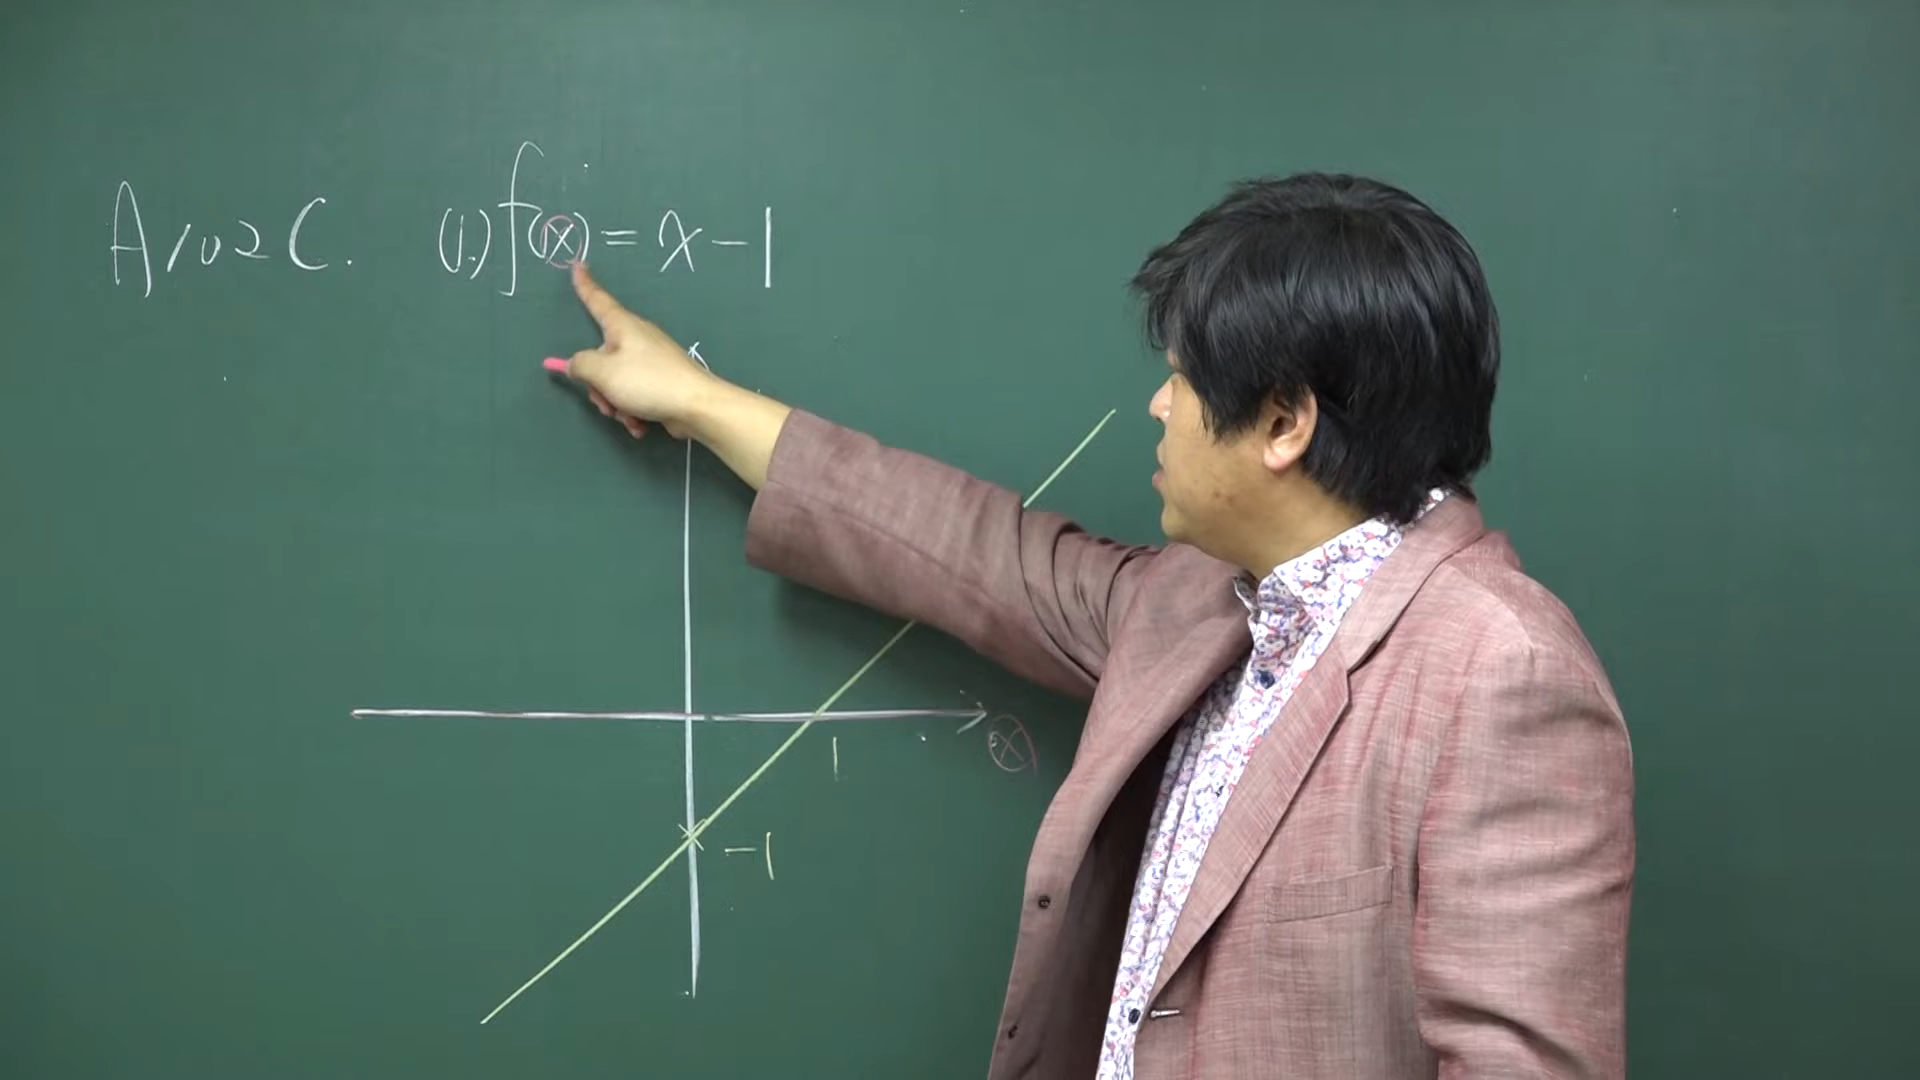 A102C. (1.) f(x) = x - 1
1
x
-1